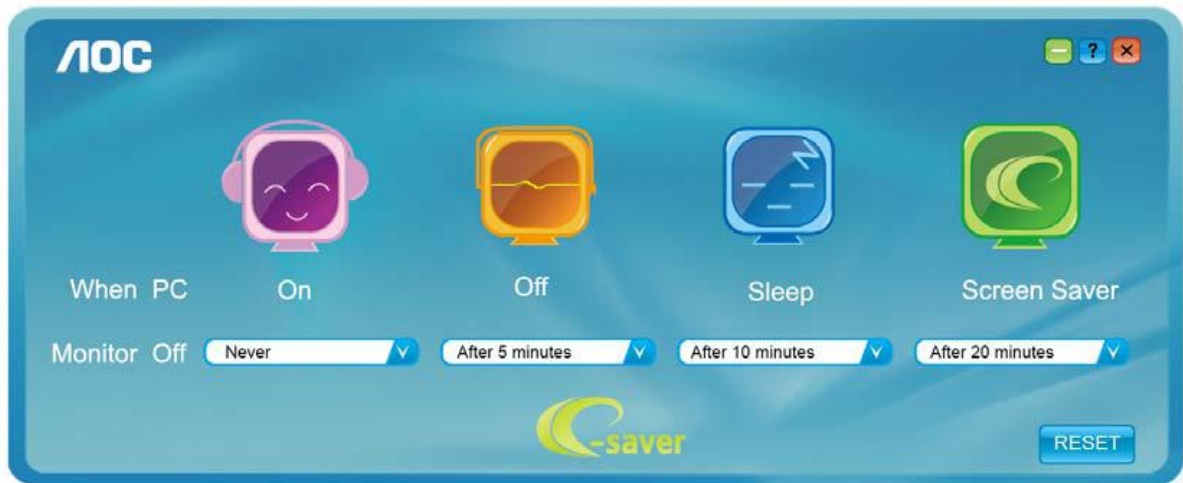 AOC
?
On Off Sleep Screen Saver
When PC
Monitor Off Never After 5 minutes After 10 minutes After 20 minutes
e-saver
RESET